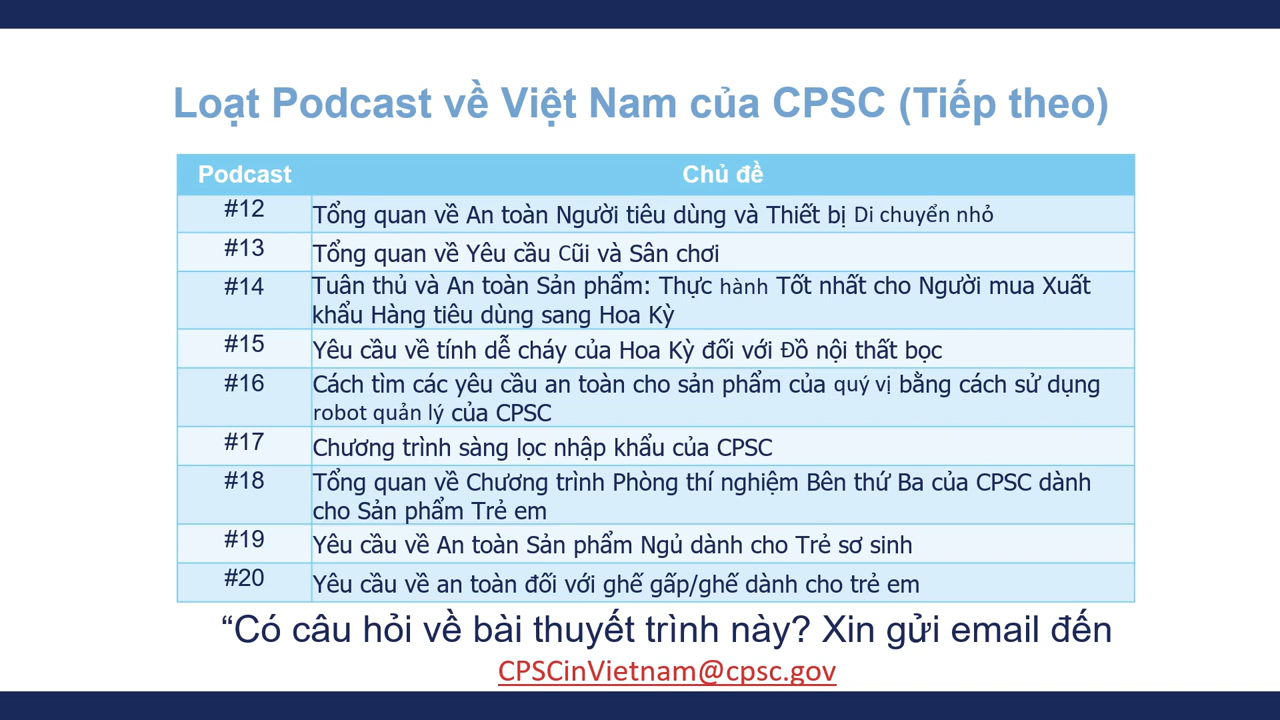 Loạt Podcast về Việt Nam của CPSC (Tiếp theo)
Podcast Chủ đề
#12 Tổng quan về An toàn Người tiêu dùng và Thiết bị Di chuyển nhỏ
#13 Tổng quan về Yêu cầu Cũi và Sân chơi
#14 Tuân thủ và An toàn Sản phẩm: Thực hành Tốt nhất cho Người mua Xuất
khẩu Hàng tiêu dùng sang Hoa Kỳ
#15 Yêu cầu về tính dễ cháy của Hoa Kỳ đối với Đồ nội thất bọc
#16 Cách tìm các yêu cầu an toàn cho sản phẩm của quý vị bằng cách sử dụng
robot quản lý của CPSC
#17 Chương trình sàng lọc nhập khẩu của CPSC
#18 Tổng quan về Chương trình Phòng thí nghiệm Bên thứ Ba của CPSC dành
cho Sản phẩm Trẻ em
#19 Yêu cầu về An toàn Sản phẩm Ngủ dành cho Trẻ sơ sinh
#20 Yêu cầu về an toàn đối với ghế gấp/ghế dành cho trẻ em
“Có câu hỏi về bài thuyết trình này? Xin gửi email đến
CPSCinVietnam@cpsc.gov